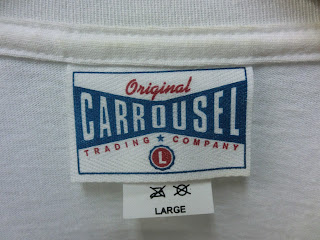 Original
CARROUSEL
TRADING ★ COMPANY
L
LARGE